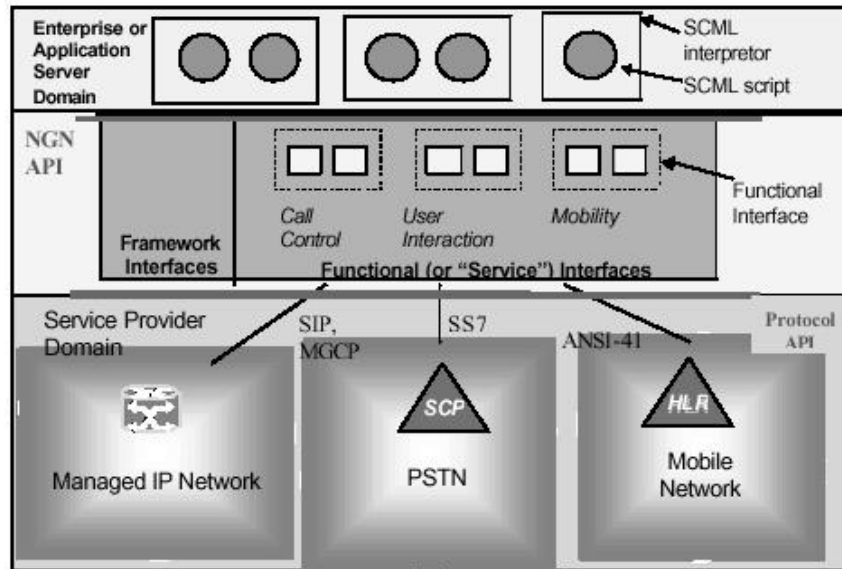 Enterprise or
Application
Server
Domain
SCML
interpretor
SCML script
NGN
API
Functional
Interface
Call
Control
User
Interaction
Mobility
Framework
Interfaces
Functional (or “Service”) Interfaces
Service Provider
Domain
SIP,
MGCP
SS7
ANSI-41
Protocol
API
SCP
HLR
Managed IP Network
PSTN
Mobile
Network